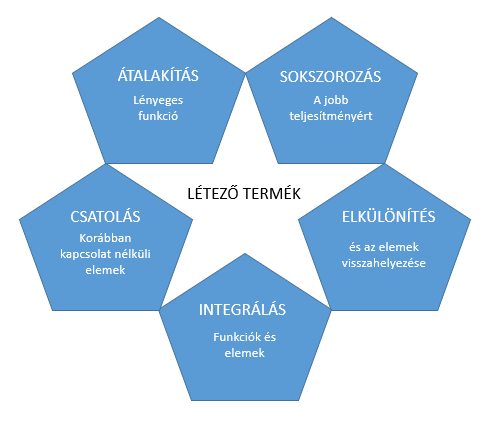 ÁTALAKÍTÁS
Lényeges
funkció
SOKSZOROZÁS
A jobb
teljesítményért
LÉTEZŐ TERMÉK
CSATOLÁS
Korábban
kapcsolat nélküli
elemek
ELKÜLÖNÍTÉS
és az elemek
visszahelyezése
INTEGRÁLÁS
Funkciók és
elemek